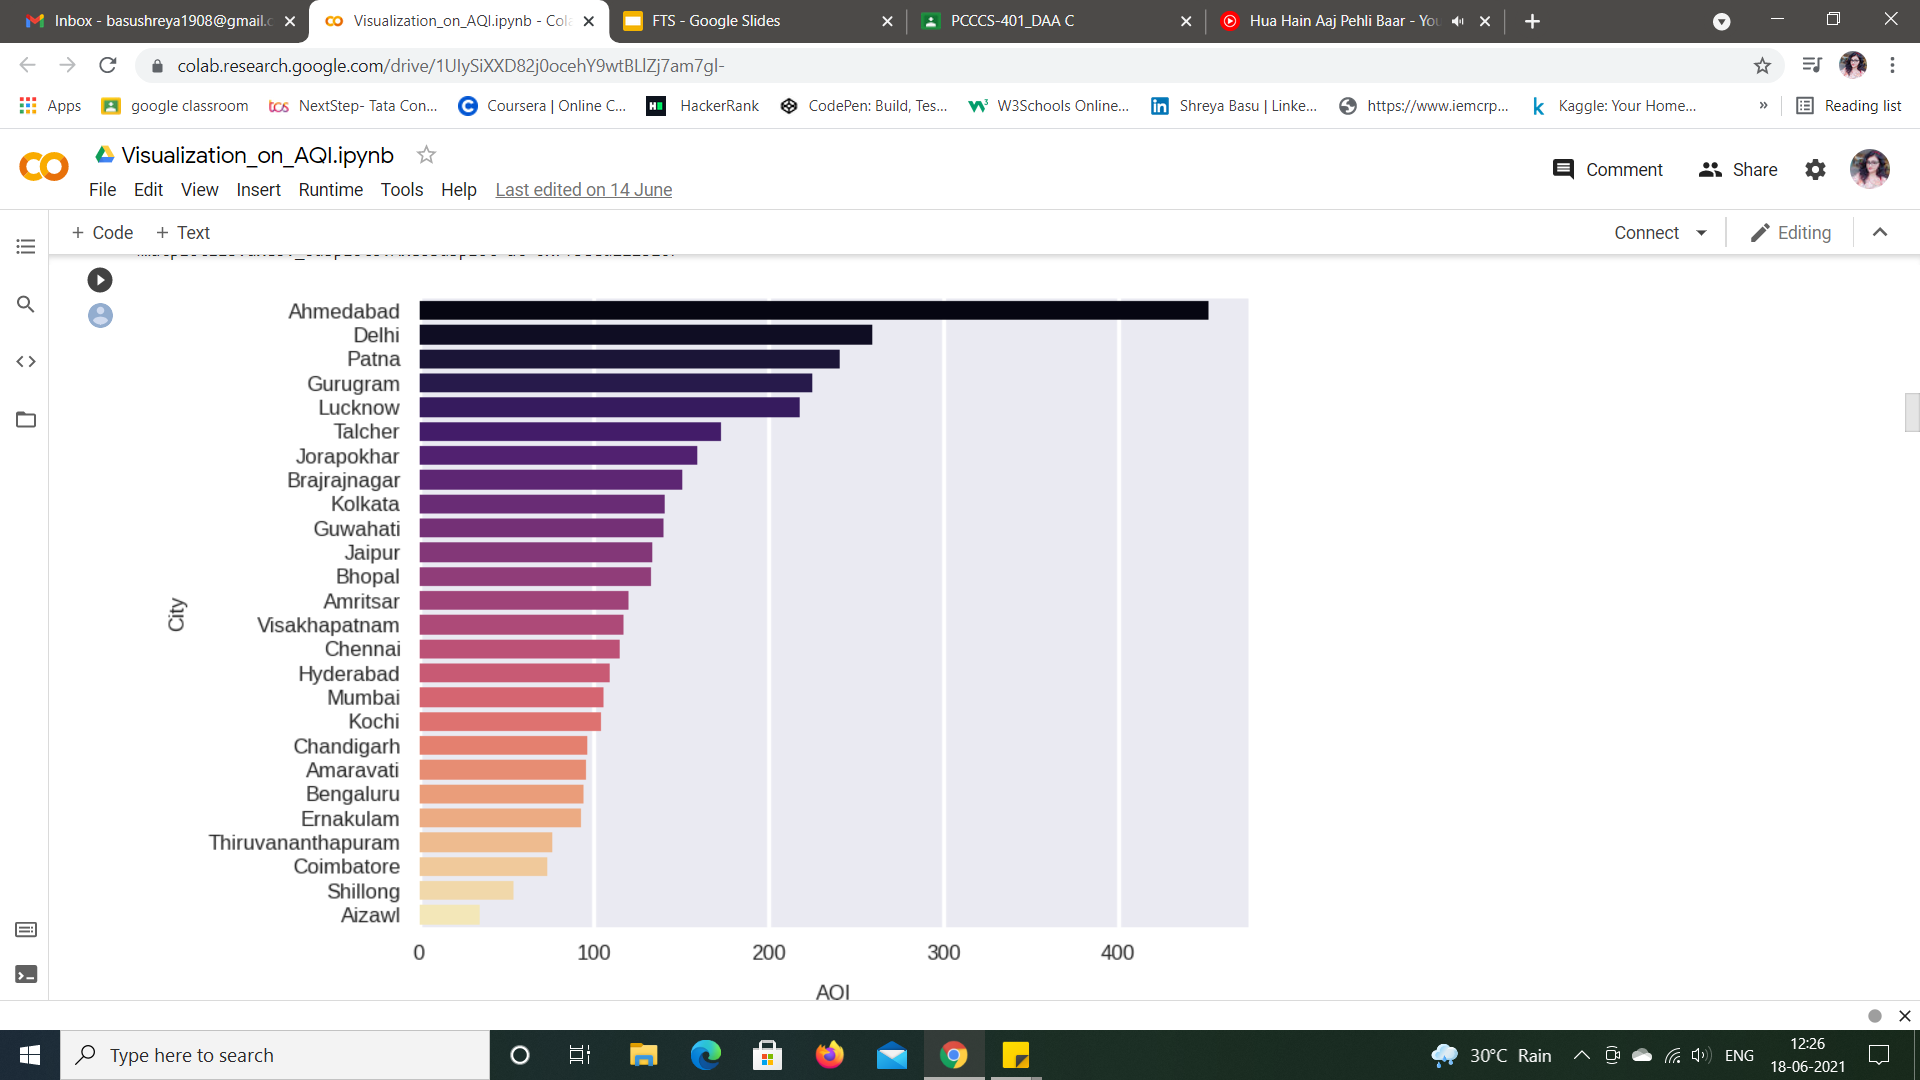 Inbox - basushreya1908@gmail.c
Visualization_on_AQI.ipynb - Cola
FTS - Google Slides
PCCCS-401_DAA C
Hua Hain Aaj Pehli Baar - You
colab.research.google.com/drive/1UIySiXXD82j0ocehY9wtBLlZj7am7gl-
Apps
google classroom
tcs NextStep- Tata Con...
Coursera | Online C...
HackerRank
CodePen: Build, Tes...
W3Schools Online...
Shreya Basu | Linke...
https://www.iemcrp...
Kaggle: Your Home...
»
Reading list
Visualization_on_AQI.ipynb
File Edit View Insert Runtime Tools Help Last edited on 14 June
Comment
Share
+ Code + Text
Connect
Editing
Ahmedabad
Delhi
Patna
Gurugram
Lucknow
Talcher
Jorapokhar
Brajrajnagar
Kolkata
Guwahati
Jaipur
Bhopal
Amritsar
Visakhapatnam
Chennai
Hyderabad
Mumbai
Kochi
Chandigarh
Amaravati
Bengaluru
Ernakulam
Thiruvananthapuram
Coimbatore
Shillong
Aizawl
City
0 100 200 300 400
AQI
Type here to search
30°C Rain
ENG
12:26
18-06-2021